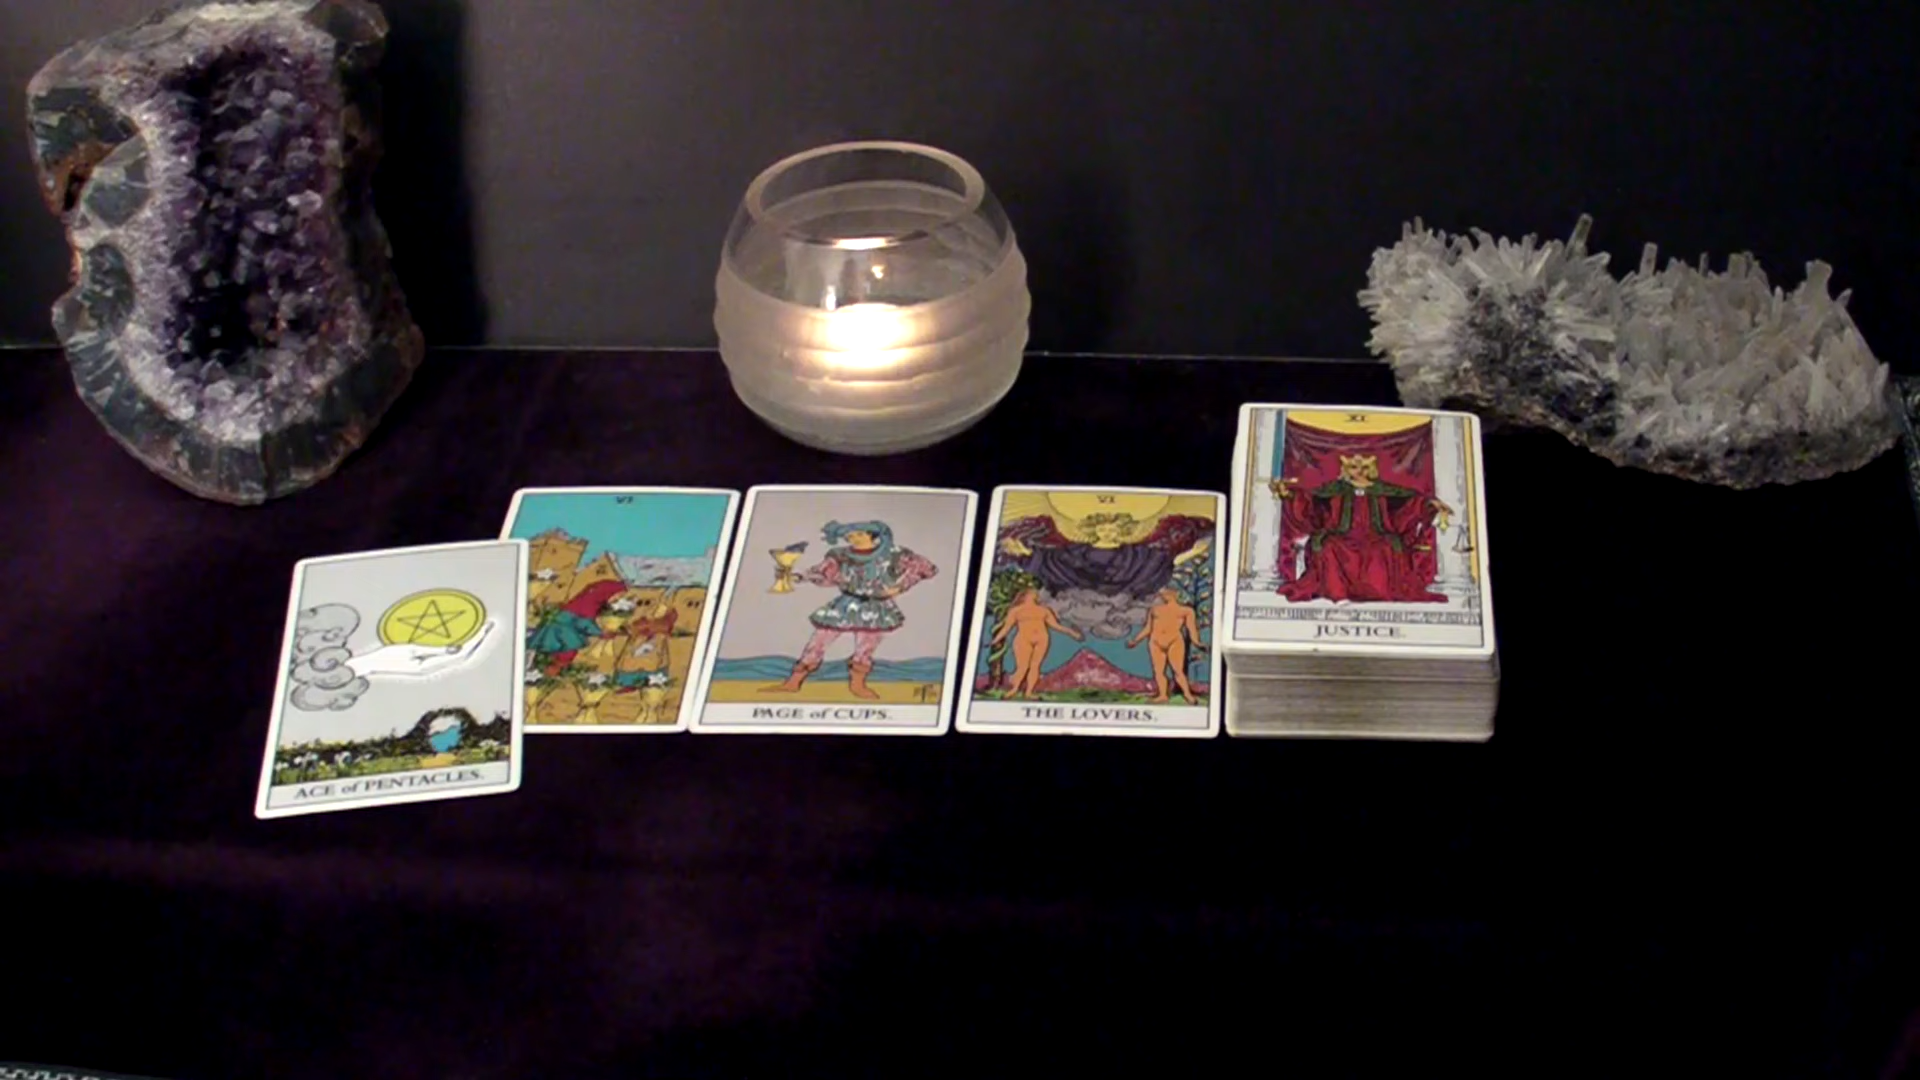 ACE of PENTACLES.
VI
PAGE of CUPS.
VI
THE LOVERS.
XI
JUSTICE.